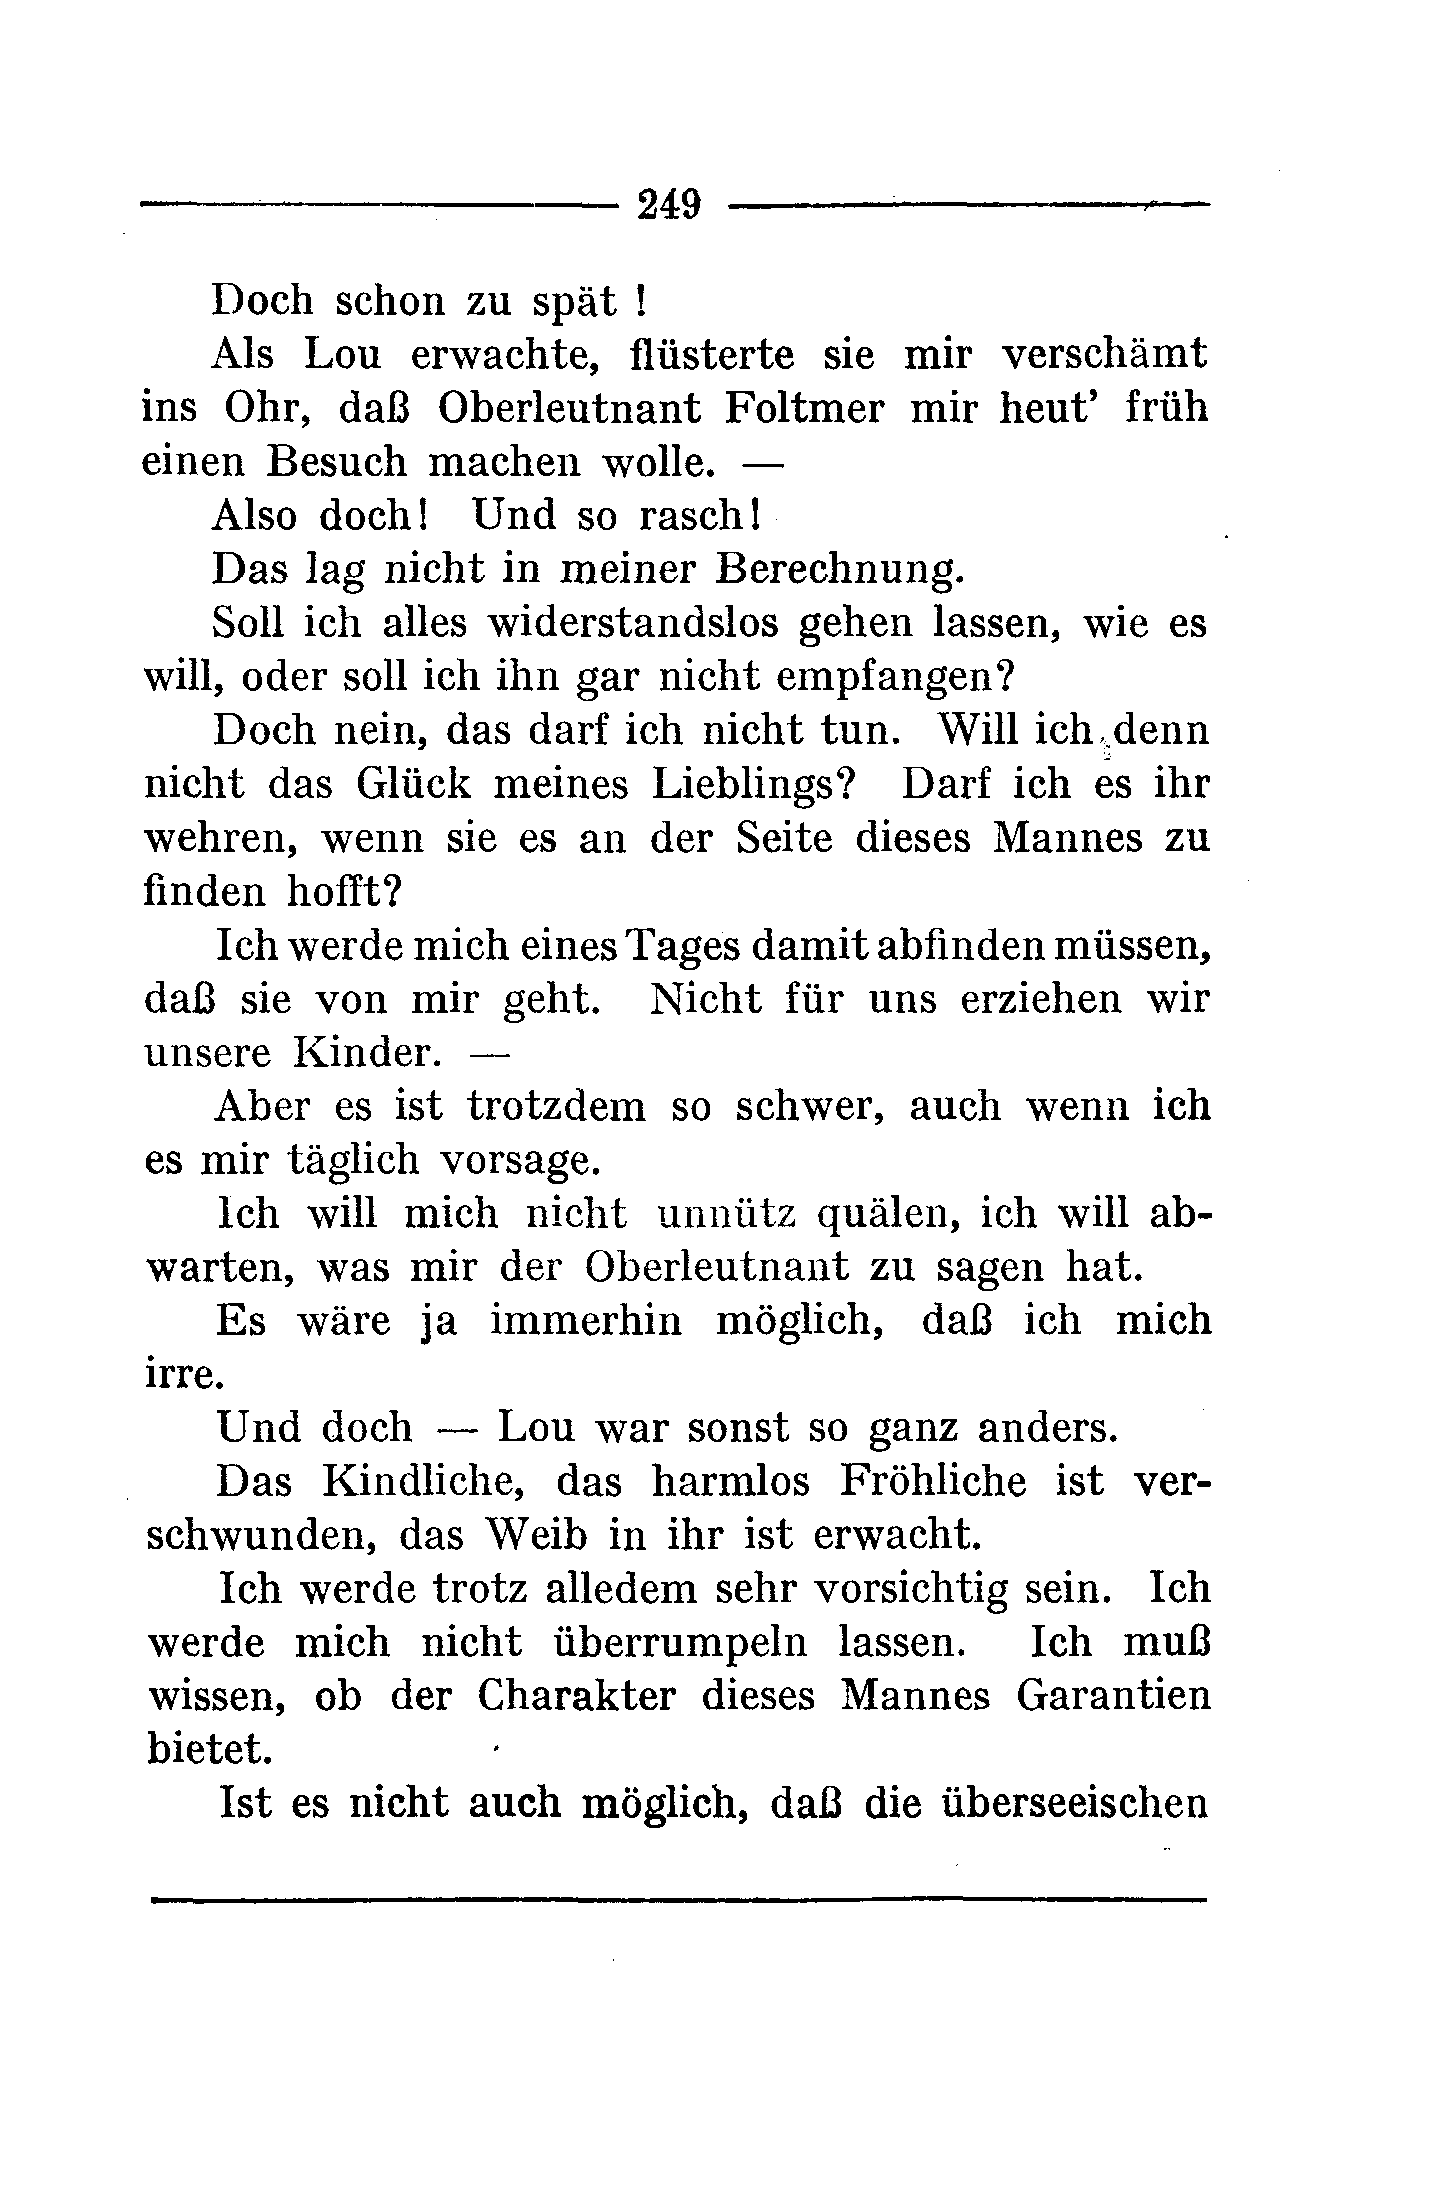 249
Doch schon zu spät !
Als Lou erwachte, flüsterte sie mir verschämt
ins Ohr, daß Oberleutnant Foltmer mir heut’ früh
einen Besuch machen wolle. —
Also doch! Und so rasch!
Das lag nicht in meiner Berechnung.
Soll ich alles widerstandslos gehen lassen, wie es
will, oder soll ich ihn gar nicht empfangen?
Doch nein, das darf ich nicht tun. Will ich denn
nicht das Glück meines Lieblings? Darf ich es ihr
wehren, wenn sie es an der Seite dieses Mannes zu
finden hofft?
Ich werde mich eines Tages damit abfinden müssen,
daß sie von mir geht. Nicht für uns erziehen wir
unsere Kinder. —
Aber es ist trotzdem so schwer, auch wenn ich
es mir täglich vorsage.
Ich will mich nicht unnütz quälen, ich will ab-
warten, was mir der Oberleutnant zu sagen hat.
Es wäre ja immerhin möglich, daß ich mich
irre.
Und doch — Lou war sonst so ganz anders.
Das Kindliche, das harmlos Fröhliche ist ver-
schwunden, das Weib in ihr ist erwacht.
Ich werde trotz alledem sehr vorsichtig sein. Ich
werde mich nicht überrumpeln lassen. Ich muß
wissen, ob der Charakter dieses Mannes Garantien
bietet.
Ist es nicht auch möglich, daß die überseeischen